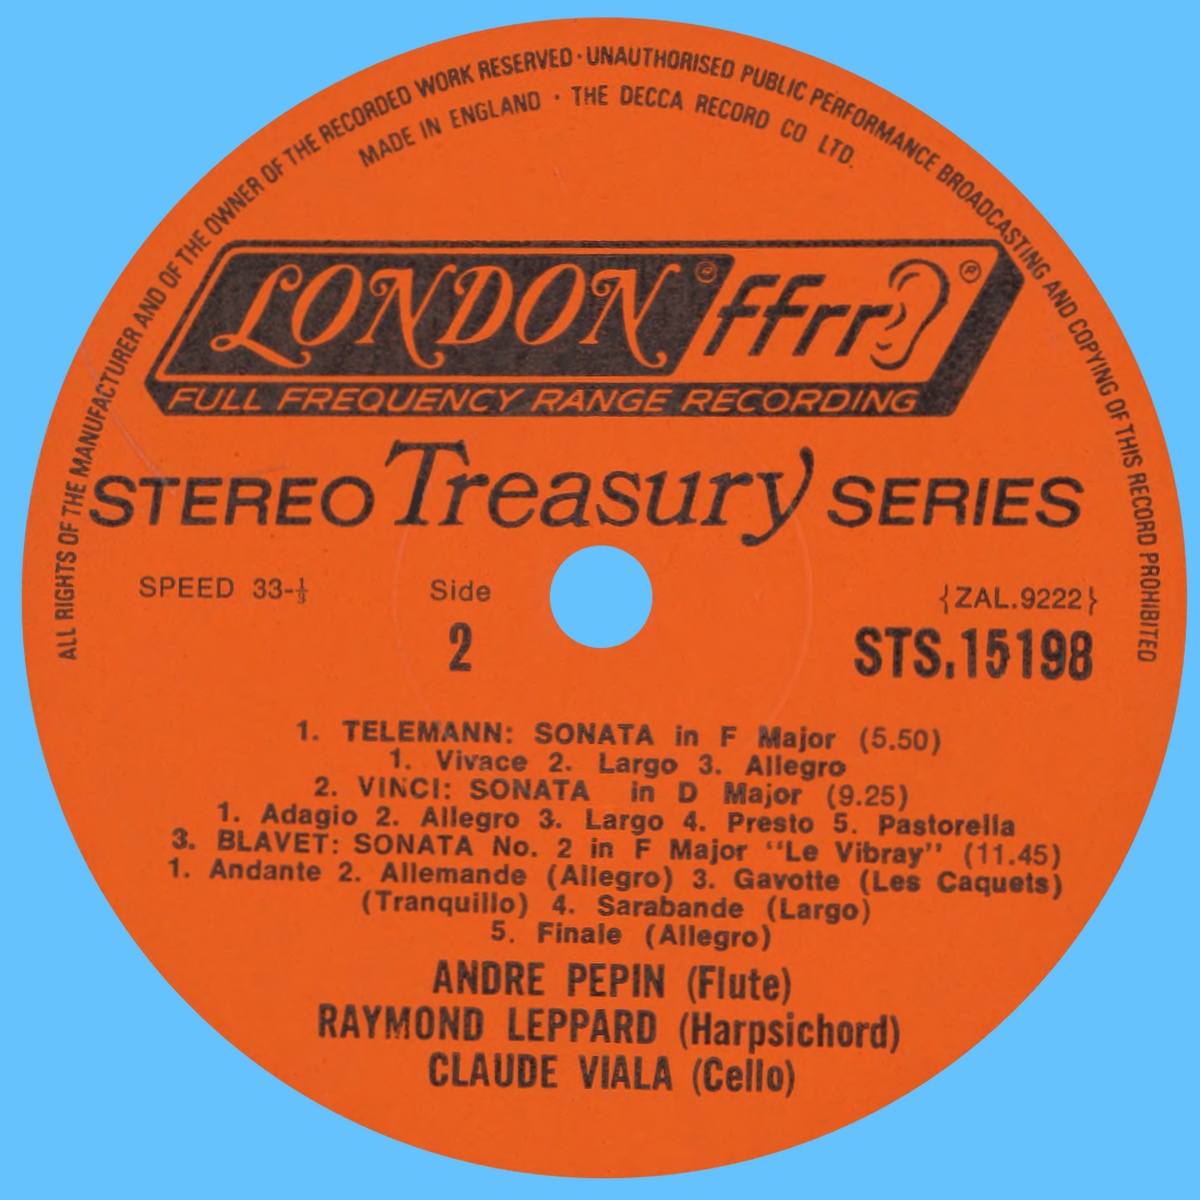 ALL RIGHTS OF THE MANUFACTURER AND OF THE OWNER OF THE RECORDED WORK RESERVED · UNAUTHORISED PUBLIC PERFORMANCE BROADCASTING AND COPYING OF THIS RECORD PROHIBITED
MADE IN ENGLAND · THE DECCA RECORD CO LTD.
LONDON ® ffrr ®
FULL FREQUENCY RANGE RECORDING
STEREO Treasury SERIES
SPEED 33-⅓ Side {ZAL.9222}
2 STS.15198
1. TELEMANN: SONATA in F Major (5.50)
1. Vivace 2. Largo 3. Allegro
2. VINCI: SONATA in D Major (9.25)
1. Adagio 2. Allegro 3. Largo 4. Presto 5. Pastorella
3. BLAVET: SONATA No. 2 in F Major "Le Vibray" (11.45)
1. Andante 2. Allemande (Allegro) 3. Gavotte (Les Caquets)
(Tranquillo) 4. Sarabande (Largo)
5. Finale (Allegro)
ANDRE PEPIN (Flute)
RAYMOND LEPPARD (Harpsichord)
CLAUDE VIALA (Cello)